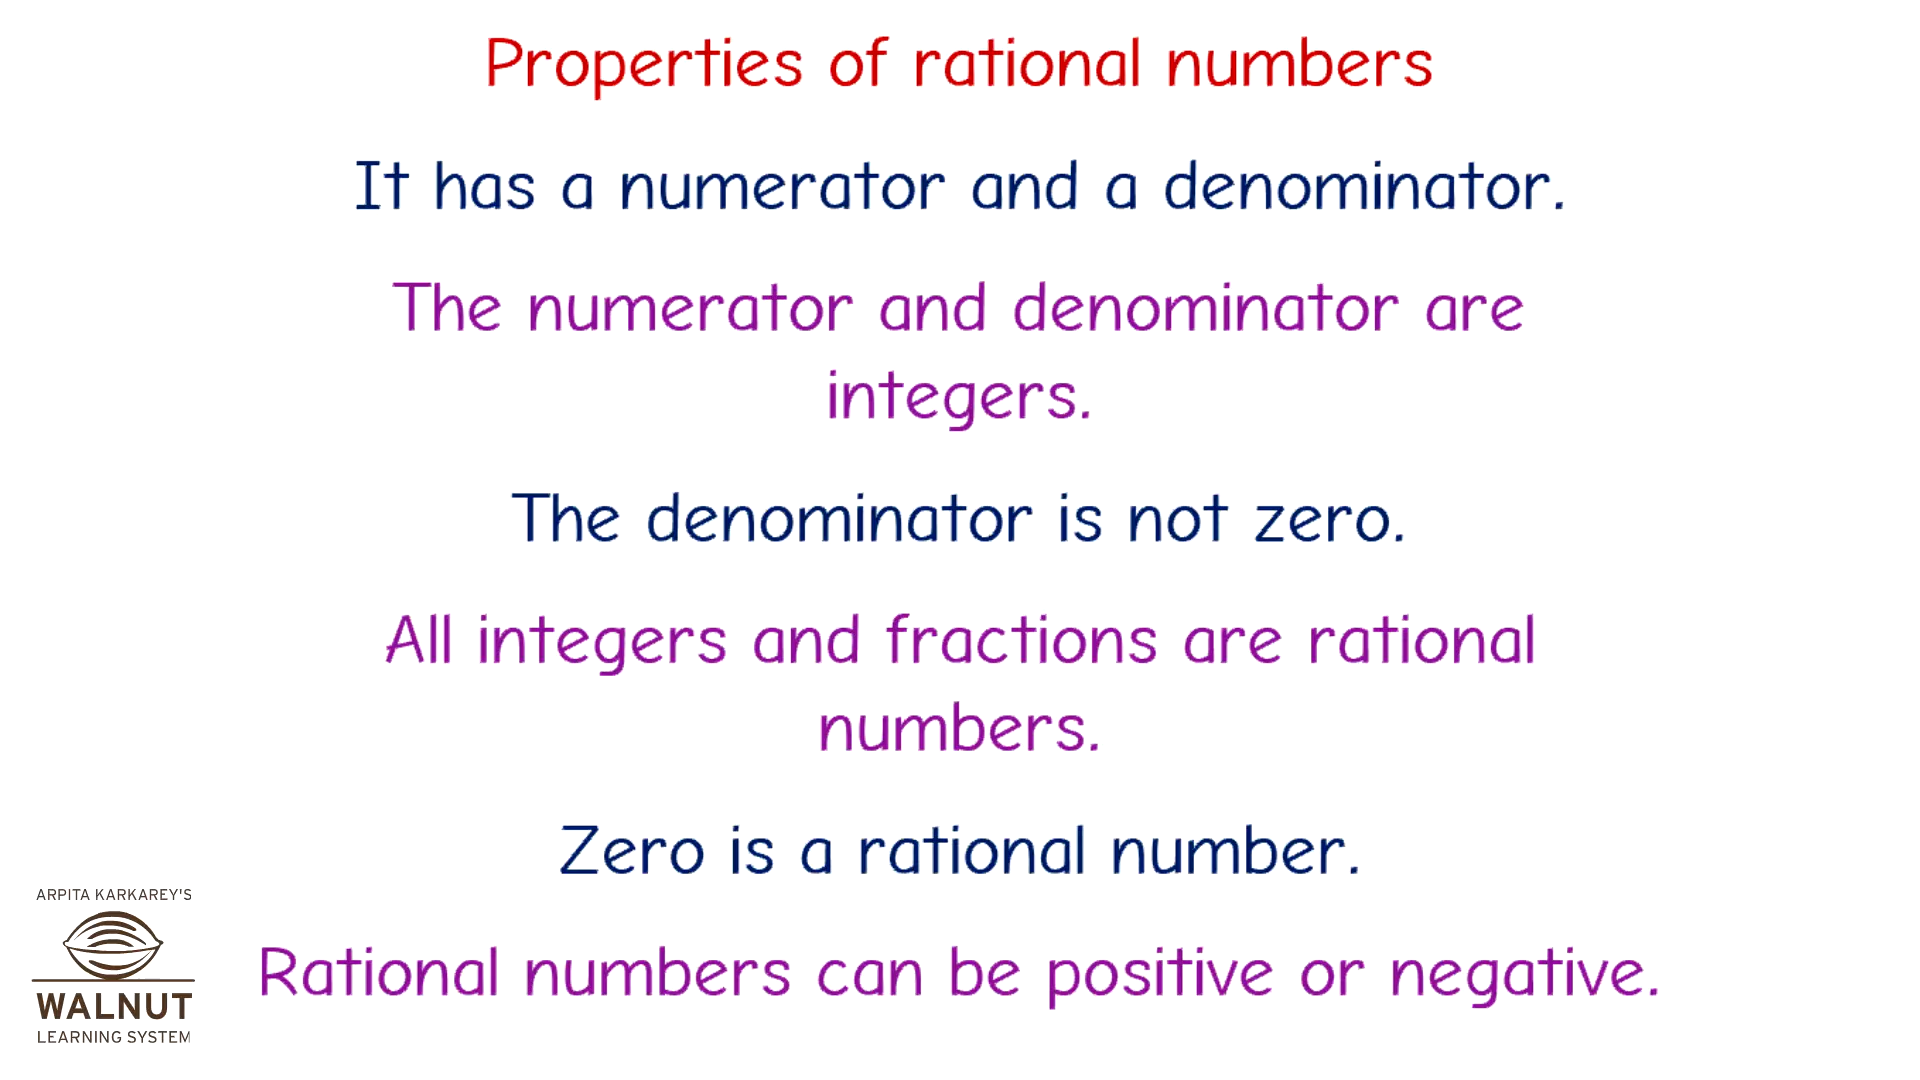 Properties of rational numbers
It has a numerator and a denominator.
The numerator and denominator are
integers.
The denominator is not zero.
All integers and fractions are rational
numbers.
Zero is a rational number.
Rational numbers can be positive or negative.
ARPITA KARKAREY'S
WALNUT
LEARNING SYSTEM